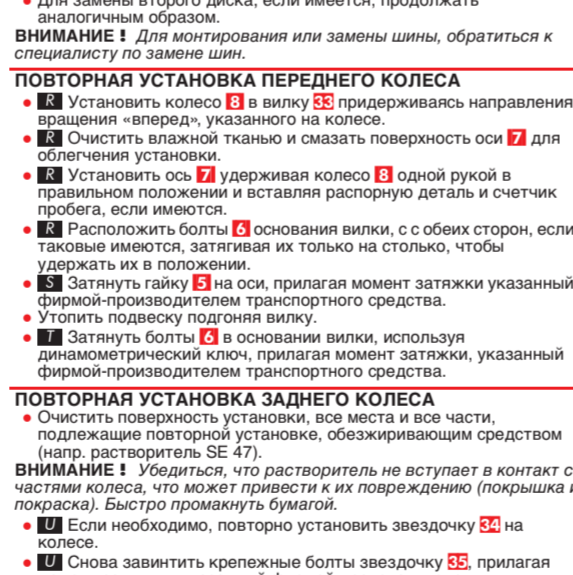 • Для замены второго диска, если имеется, продолжать
аналогичным образом.
ВНИМАНИЕ ! Для монтирования или замены шины, обратиться к
специалисту по замене шин.
ПОВТОРНАЯ УСТАНОВКА ПЕРЕДНЕГО КОЛЕСА
• R Установить колесо 8 в вилку 33 придерживаясь направления
вращения «вперед», указанного на колесе.
• R Очистить влажной тканью и смазать поверхность оси 7 для
облегчения установки.
• R Установить ось 7 удерживая колесо 8 одной рукой в
правильном положении и вставляя распорную деталь и счетчик
пробега, если имеются.
• R Расположить болты 6 основания вилки, с с обеих сторон, если
таковые имеются, затягивая их только на столько, чтобы
удержать их в положении.
• S Затянуть гайку 5 на оси, прилагая момент затяжки указанный
фирмой-производителем транспортного средства.
• Утопить подвеску подгоняя вилку.
• T Затянуть болты 6 в основании вилки, используя
динамометрический ключ, прилагая момент затяжки, указанный
фирмой-производителем транспортного средства.
ПОВТОРНАЯ УСТАНОВКА ЗАДНЕГО КОЛЕСА
• Очистить поверхность установки, все места и все части,
подлежащие повторной установке, обезжиривающим средством
(напр. растворитель SE 47).
ВНИМАНИЕ ! Убедиться, что растворитель не вступает в контакт с
частями колеса, что может привести к их повреждению (покрышка и
покраска). Быстро промакнуть бумагой.
• U Если необходимо, повторно установить звездочку 34 на
колесе.
• U Снова завинтить крепежные болты звездочку 35, прилагая